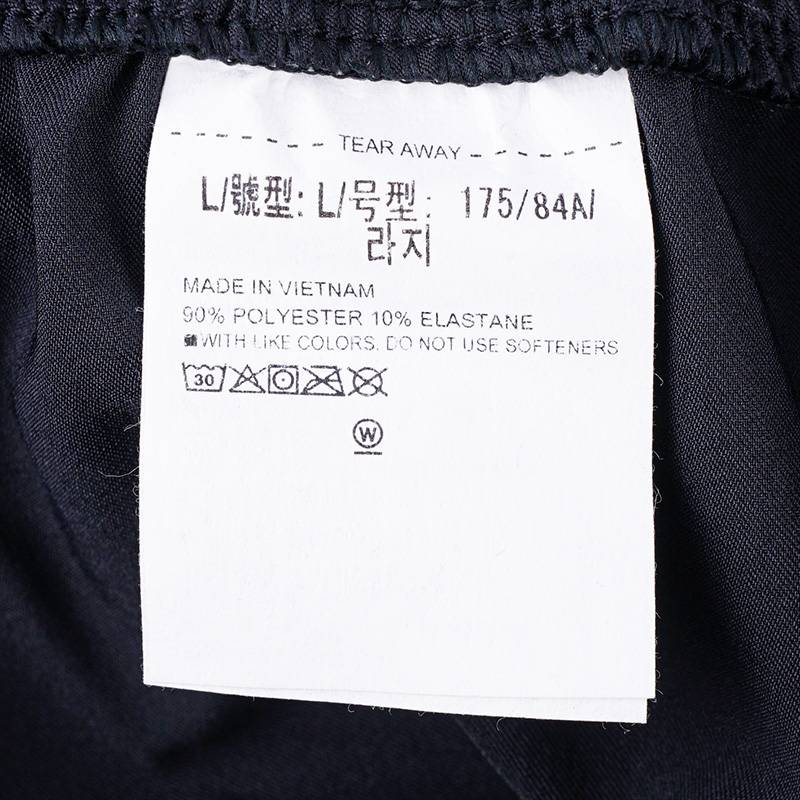 TEAR AWAY
L/號型: L/号型: 175/84A/
라지
MADE IN VIETNAM
90% POLYESTER 10% ELASTANE
WITH LIKE COLORS. DO NOT USE SOFTENERS
30
W